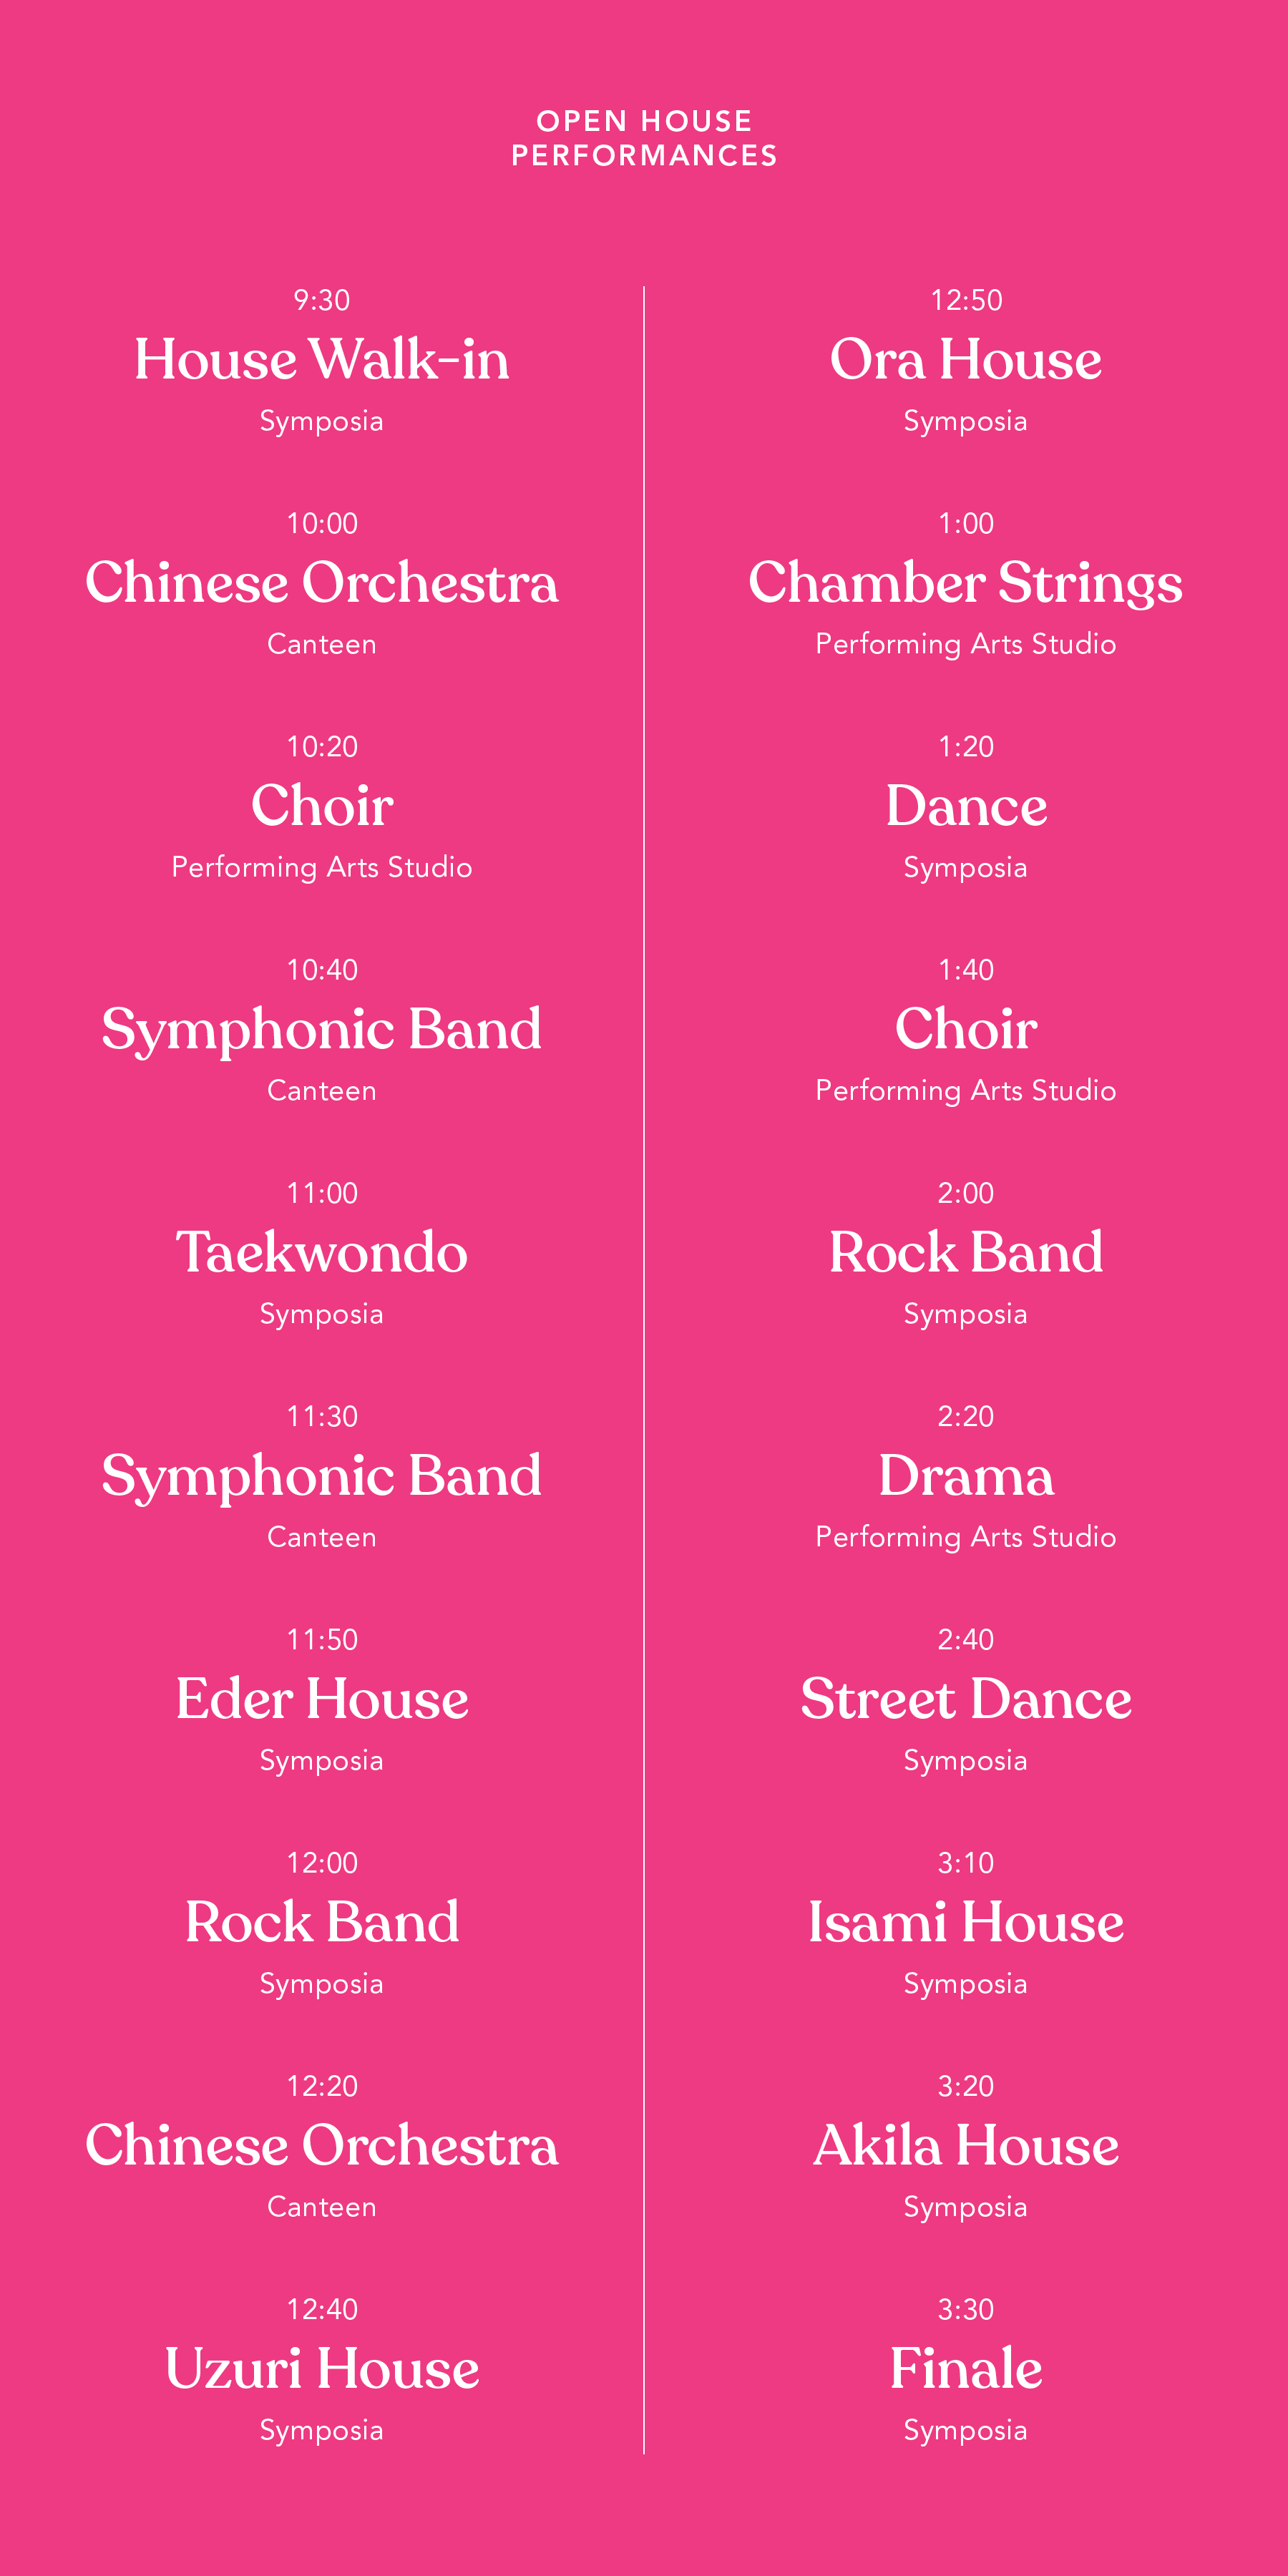 OPEN HOUSE
PERFORMANCES
9:30
House Walk-in
Symposia
10:00
Chinese Orchestra
Canteen
10:20
Choir
Performing Arts Studio
10:40
Symphonic Band
Canteen
11:00
Taekwondo
Symposia
11:30
Symphonic Band
Canteen
11:50
Eder House
Symposia
12:00
Rock Band
Symposia
12:20
Chinese Orchestra
Canteen
12:40
Uzuri House
Symposia
12:50
Ora House
Symposia
1:00
Chamber Strings
Performing Arts Studio
1:20
Dance
Symposia
1:40
Choir
Performing Arts Studio
2:00
Rock Band
Symposia
2:20
Drama
Performing Arts Studio
2:40
Street Dance
Symposia
3:10
Isami House
Symposia
3:20
Akila House
Symposia
3:30
Finale
Symposia